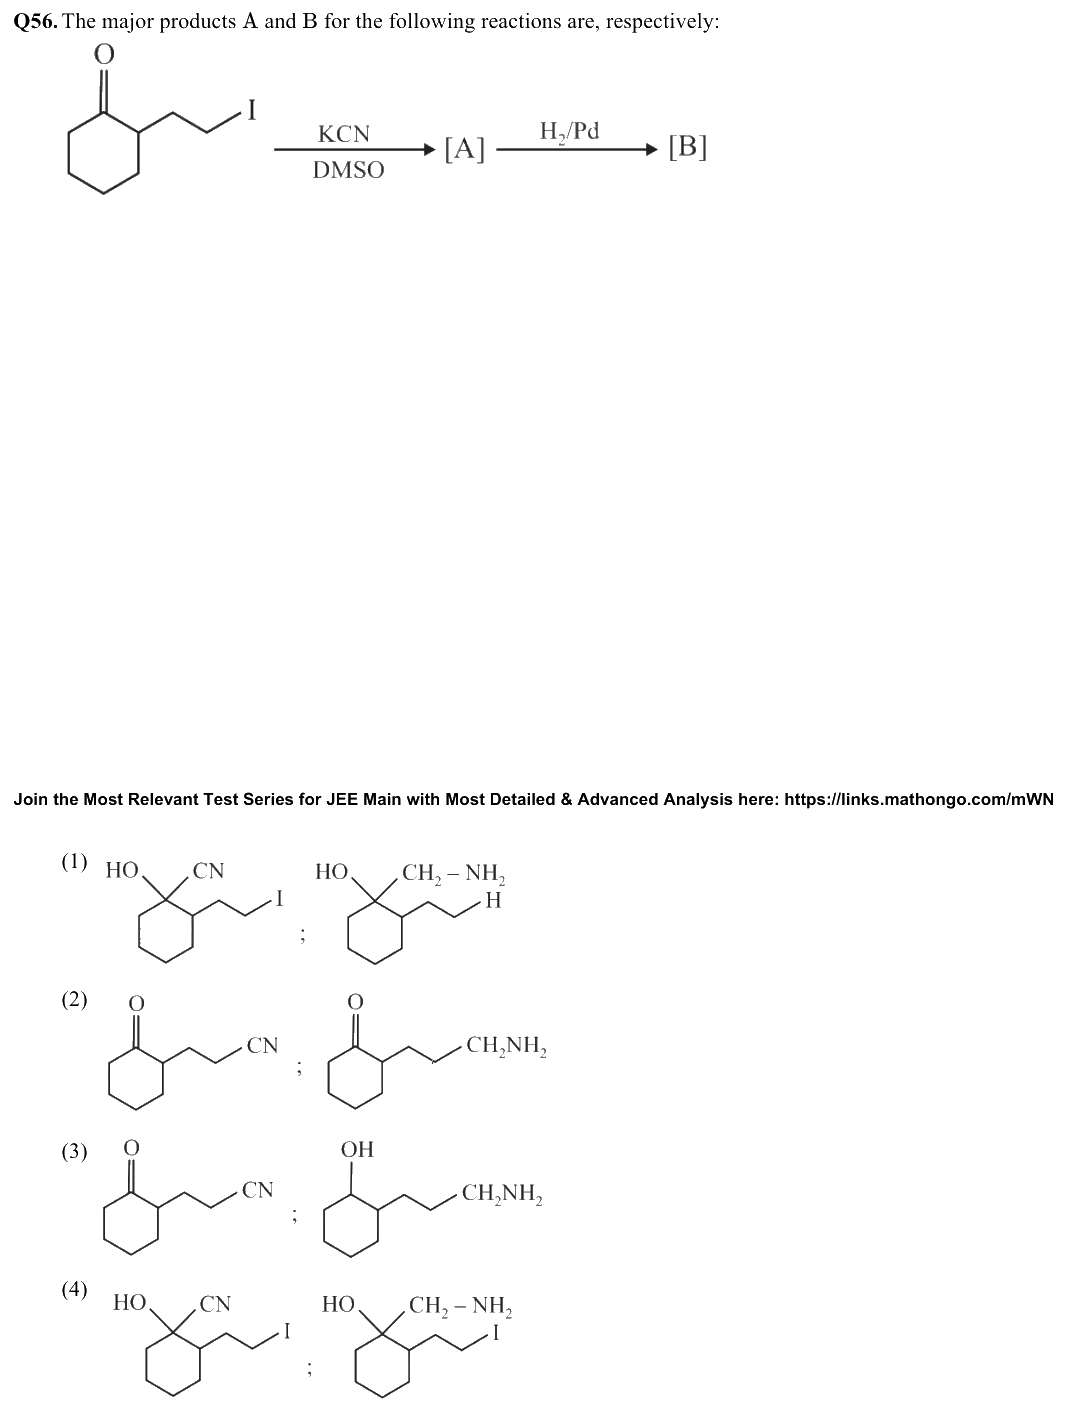 Q56. The major products A and B for the following reactions are, respectively:
O
I
KCN
DMSO
[A]
H₂/Pd
[B]
Join the Most Relevant Test Series for JEE Main with Most Detailed & Advanced Analysis here: https://links.mathongo.com/mWN
(1) HO CN I ; HO CH₂ – NH₂ H
(2) O CN ; O CH₂NH₂
(3) O CN ; OH CH₂NH₂
(4) HO CN I ; HO CH₂ – NH₂ I